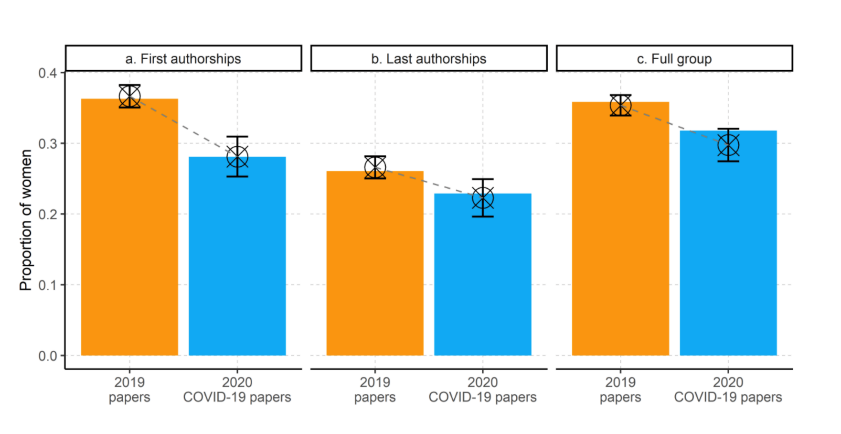 a. First authorships
b. Last authorships
c. Full group
Proportion of women
0.4
0.3
0.2
0.1
0.0
2019
papers
2020
COVID-19 papers
2019
papers
2020
COVID-19 papers
2019
papers
2020
COVID-19 papers